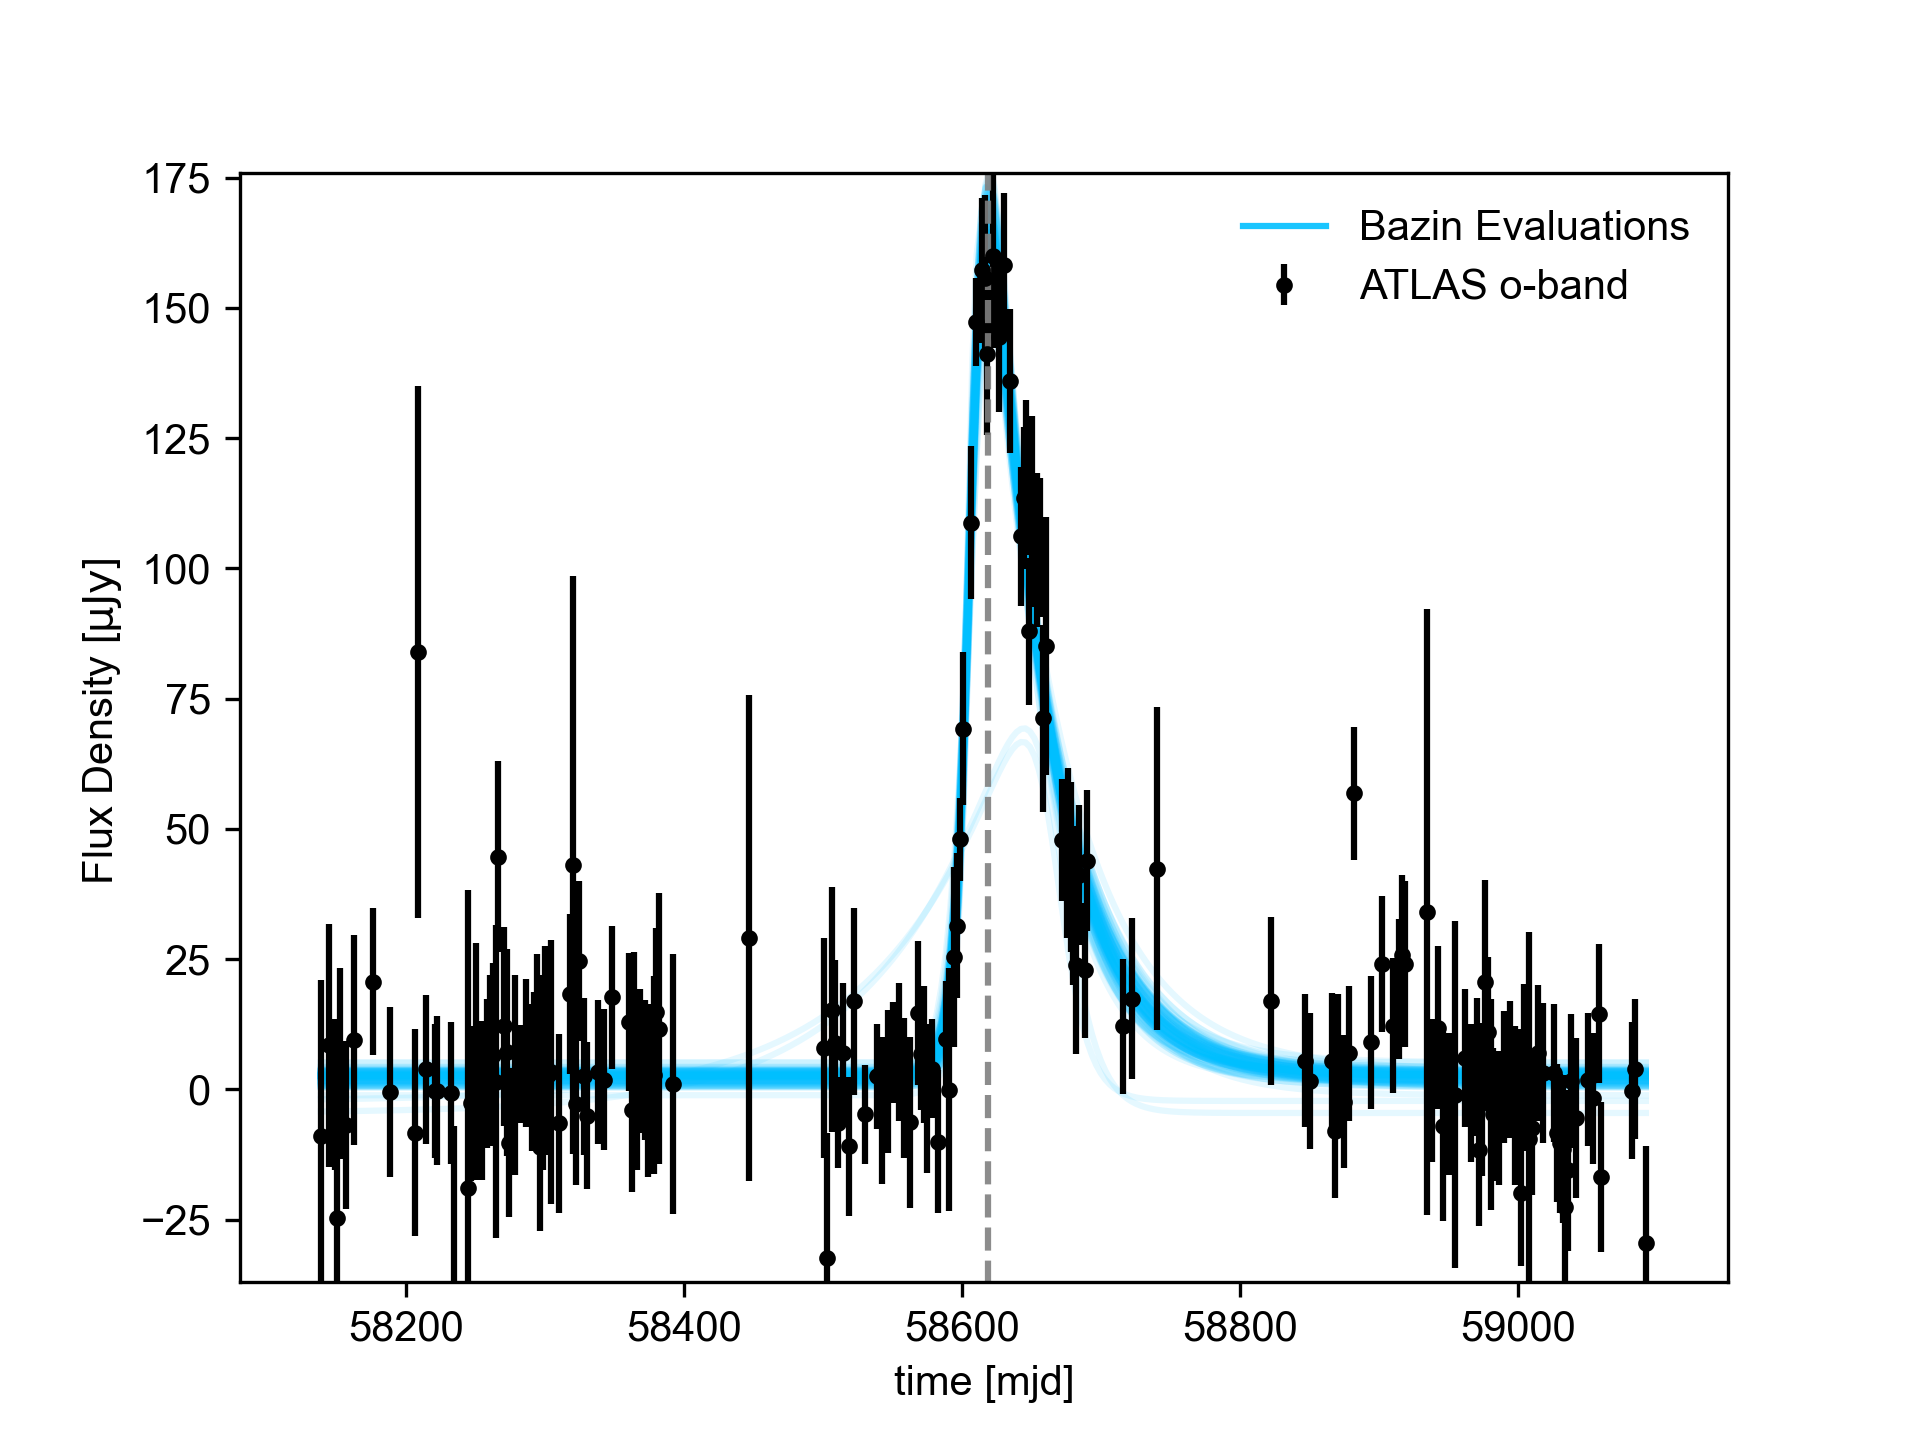 175
150
125
100
75
50
25
0
−25
Flux Density [µJy]
Bazin Evaluations
ATLAS o-band
58200 58400 58600 58800 59000
time [mjd]